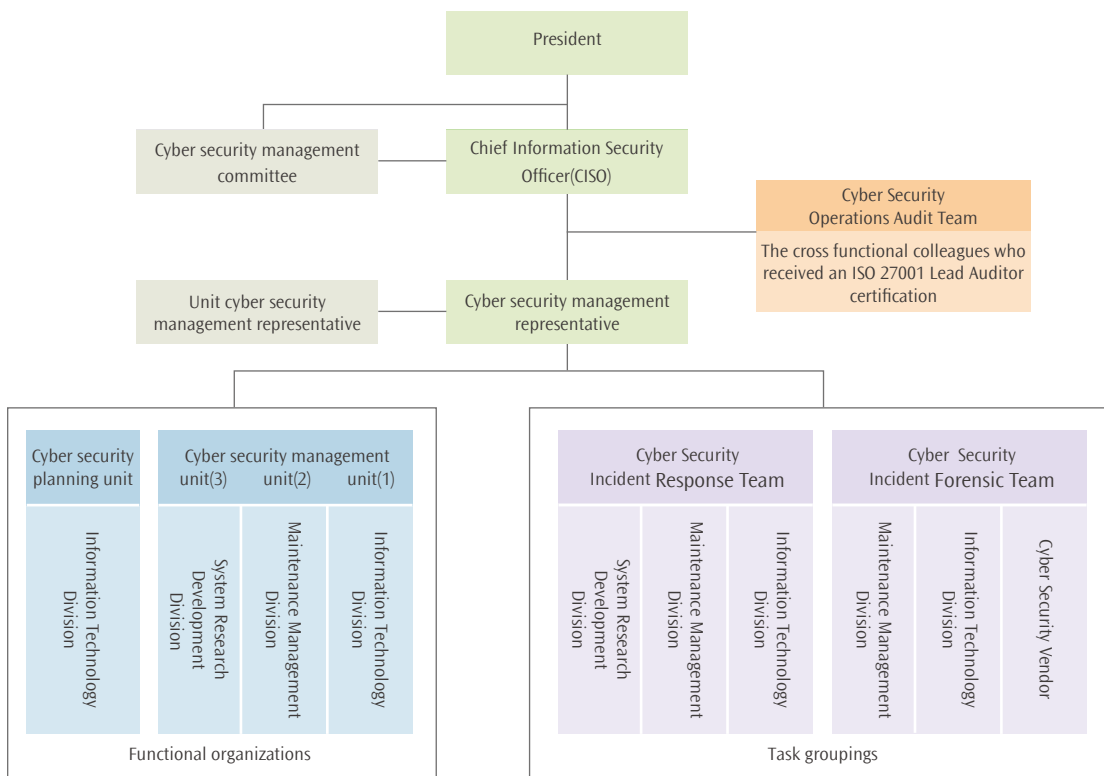 President
Cyber security management
committee
Chief Information Security
Officer(CISO)
Cyber Security
Operations Audit Team
The cross functional colleagues who
received an ISO 27001 Lead Auditor
certification
Unit cyber security
management representative
Cyber security management
representative
Cyber security
planning unit
Information Technology
Division
Cyber security management
unit(3) unit(2) unit(1)
System Research
Development
Division
Maintenance Management
Division
Information Technology
Division
Functional organizations
Cyber Security
Incident Response Team
System Research
Development
Division
Maintenance Management
Division
Information Technology
Division
Cyber Security
Incident Forensic Team
Maintenance Management
Division
Information Technology
Division
Cyber Security Vendor
Task groupings